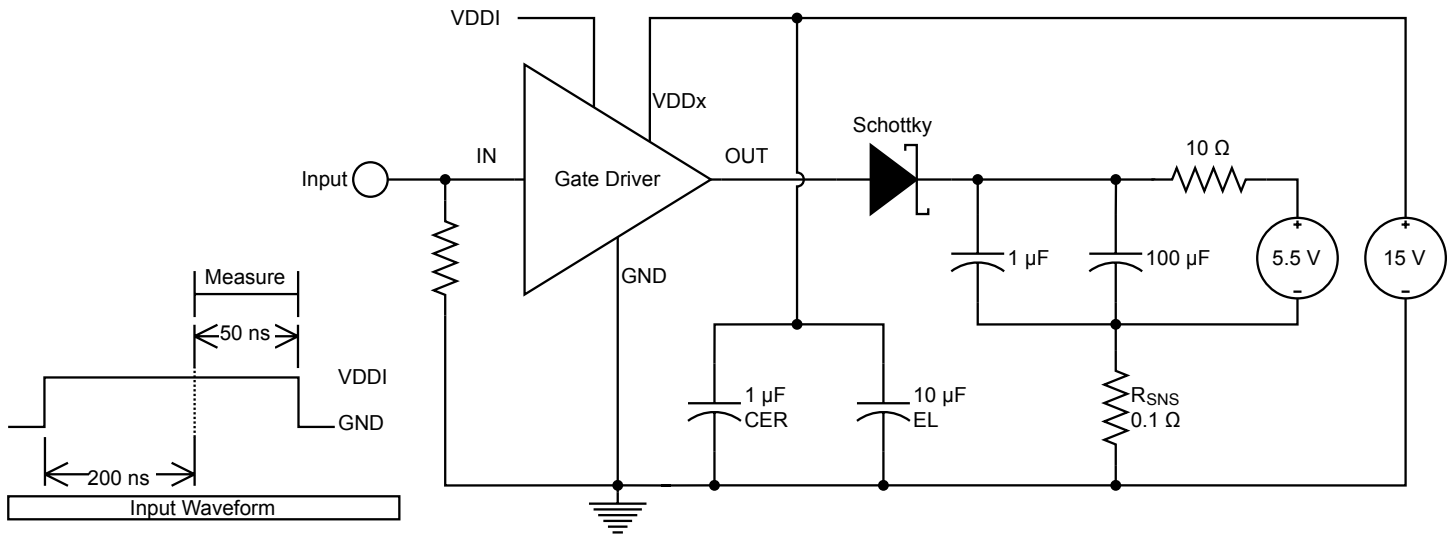 VDDI
VDDx
Schottky
IN
OUT
10 Ω
Input
Gate Driver
+
+
1 µF
100 µF
5.5 V
15 V
GND
−
−
Measure
50 ns
VDDI
1 µF
CER
10 µF
EL
RSNS
0.1 Ω
GND
200 ns
Input Waveform